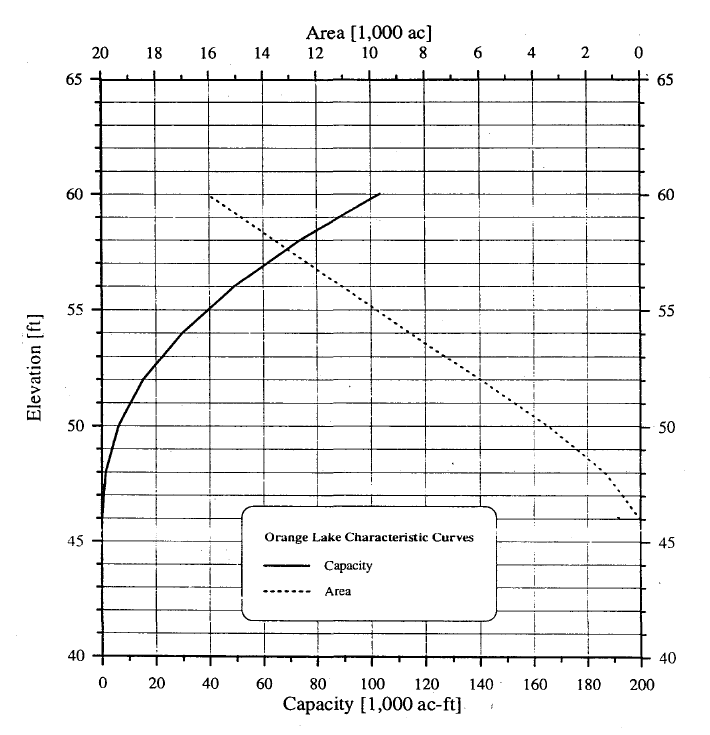 Area [1,000 ac]
20 18 16 14 12 10 8 6 4 2 0
65 65
60 60
55 55
50 50
45 45
40 40
Elevation [ft]
Orange Lake Characteristic Curves
Capacity
Area
0 20 40 60 80 100 120 140 160 180 200
Capacity [1,000 ac-ft]